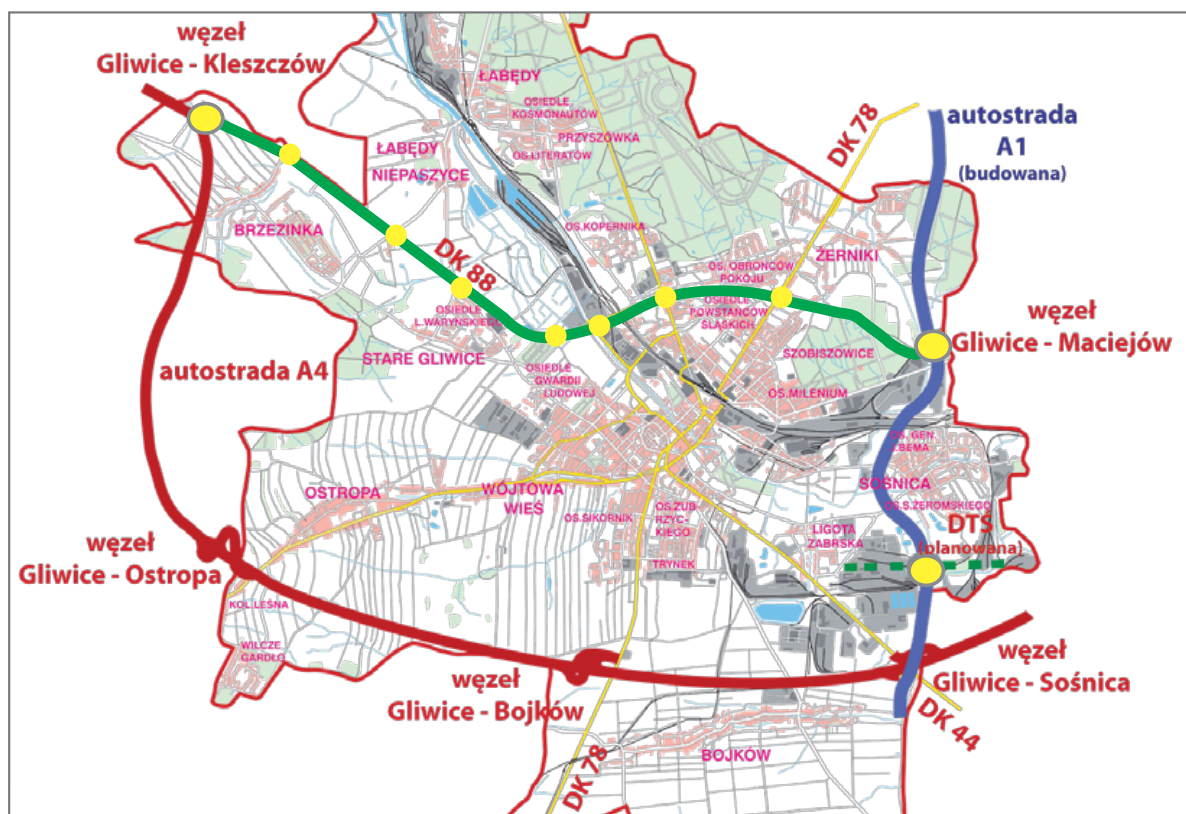 węzeł
Gliwice - Kleszczów
ŁABĘDY
OSIEDLE
KOSMONAUTÓW
PRZYSZÓWKA
OS.LITERATÓW
ŁABĘDY
NIEPASZYCE
DK 78
autostrada
A1
(budowana)
BRZEZINKA
OS.KOPERNIKA
DK 88
ŻERNIKI
OS. OBROŃCÓW
POKOJU
OSIEDLE
POWSTAŃCÓW
ŚLĄSKICH
OSIEDLE
L.WARYŃSKIEGO
węzeł
Gliwice - Maciejów
STARE GLIWICE
SZOBISZOWICE
autostrada A4
OSIEDLE
GWARDII
LUDOWEJ
OS.MILENIUM
OS. GEN.
BEMA
SOŚNICA
OSTROPA
WÓJTOWA
WIEŚ
OS.SIKORNIK
OS.ZUB
RZYC-
KIEGO
OS.S.ŻEROMSKIEGO
DTS
(planowana)
LIGOTA
ZABRSKA
TRYNEK
węzeł
Gliwice - Ostropa
KOL.LEŚNA
WILCZE
GARDŁO
węzeł
Gliwice - Bojków
węzeł
Gliwice - Sośnica
DK 44
BOJKÓW
DK 78